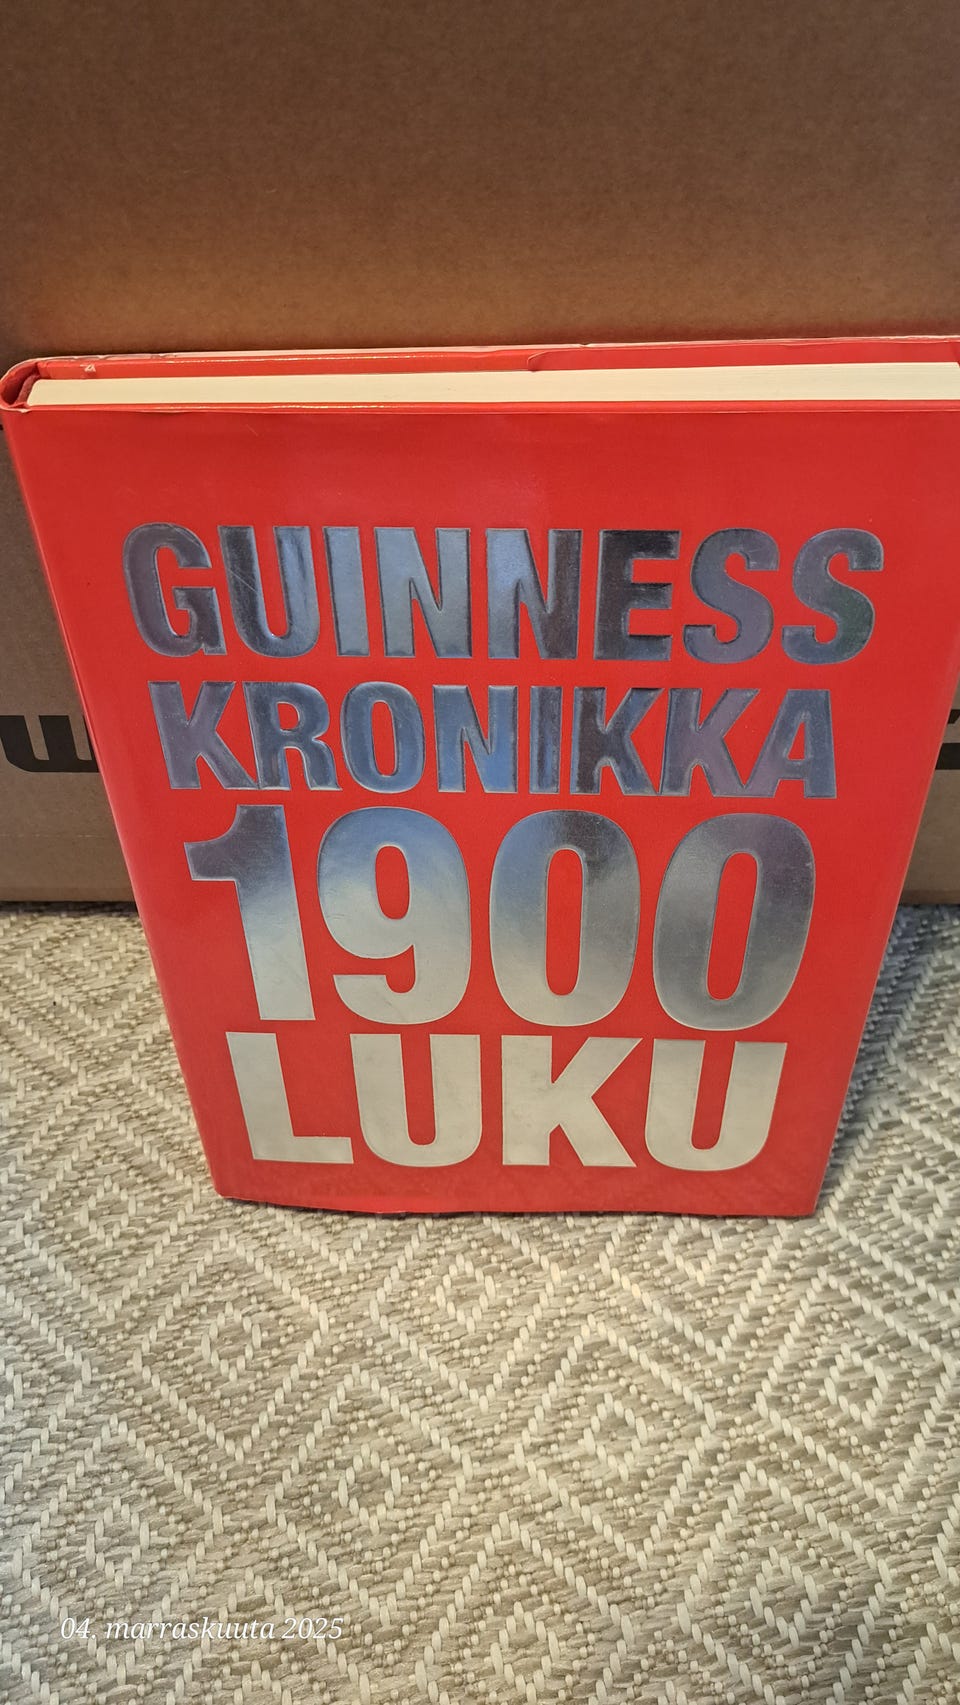 GUINNESS
KRONIKKA
1900
LUKU
04. marraskuuta 2025